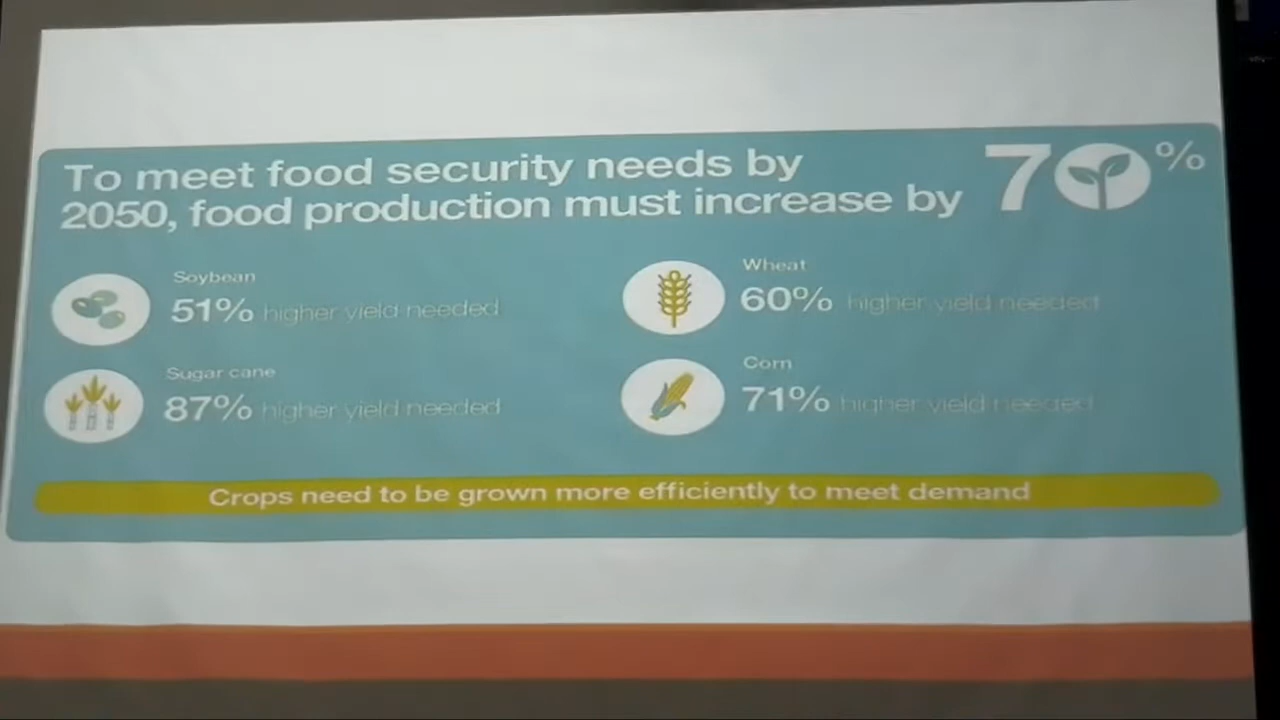 To meet food security needs by
2050, food production must increase by
70%
Soybean
51% higher yield needed
Wheat
60% higher yield needed
Sugar cane
87% higher yield needed
Corn
71% higher yield needed
Crops need to be grown more efficiently to meet demand